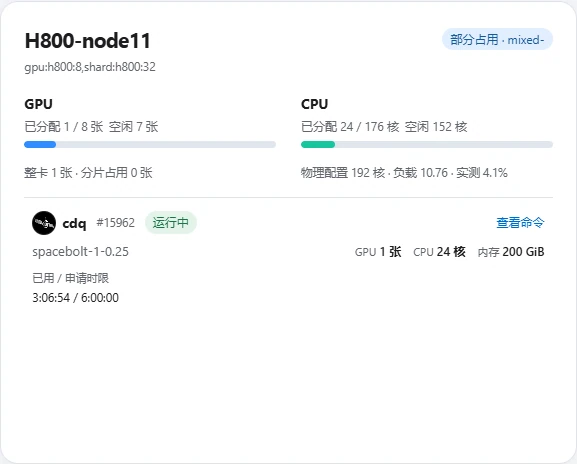 H800-node11
部分占用 · mixed-
gpu:h800:8,shard:h800:32
GPU
已分配 1 / 8 张 空闲 7 张
整卡 1 张 · 分片占用 0 张
CPU
已分配 24 / 176 核 空闲 152 核
物理配置 192 核 · 负载 10.76 · 实测 4.1%
cdq #15962 运行中 查看命令
spacebolt-1-0.25 GPU 1 张 CPU 24 核 内存 200 GiB
已用 / 申请时限
3:06:54 / 6:00:00